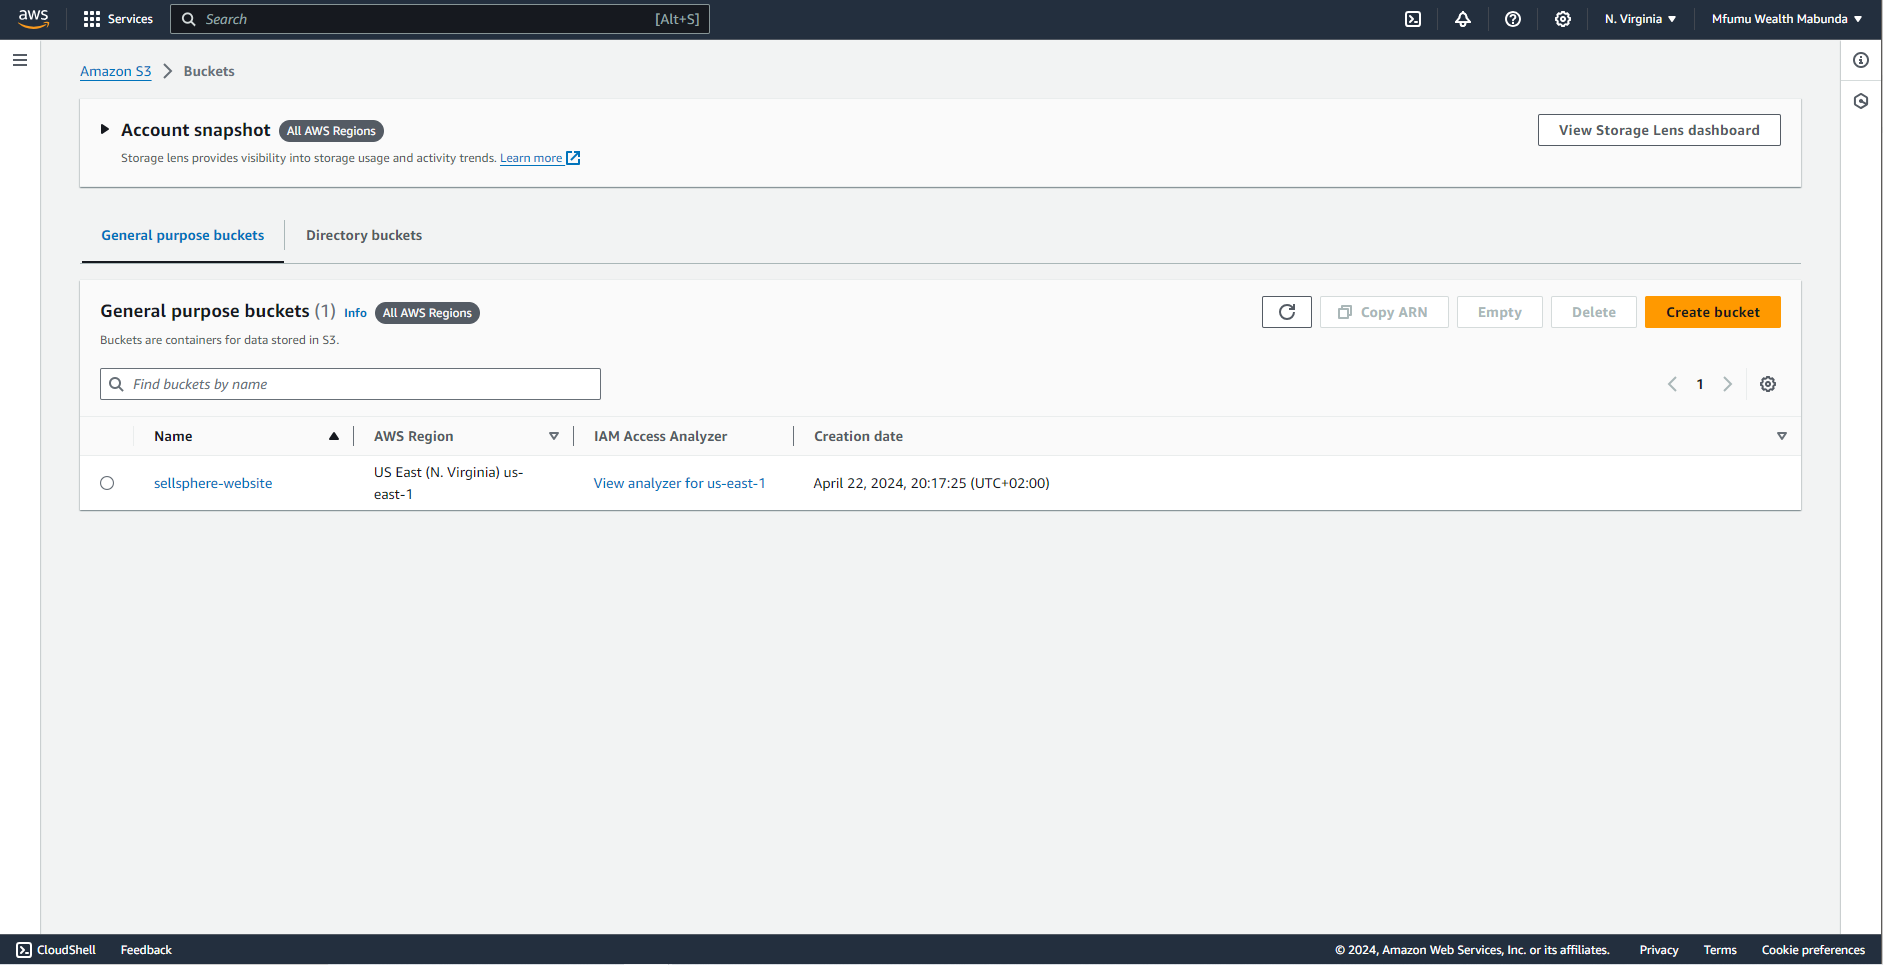 aws
Services
Search
[Alt+S]
N. Virginia
Mfumu Wealth Mabunda
Amazon S3
Buckets
Account snapshot
All AWS Regions
View Storage Lens dashboard
Storage lens provides visibility into storage usage and activity trends. Learn more
General purpose buckets
Directory buckets
General purpose buckets (1)
Info
All AWS Regions
Copy ARN
Empty
Delete
Create bucket
Buckets are containers for data stored in S3.
Find buckets by name
1
Name
AWS Region
IAM Access Analyzer
Creation date
sellsphere-website
US East (N. Virginia) us-
east-1
View analyzer for us-east-1
April 22, 2024, 20:17:25 (UTC+02:00)
CloudShell
Feedback
© 2024, Amazon Web Services, Inc. or its affiliates.
Privacy
Terms
Cookie preferences